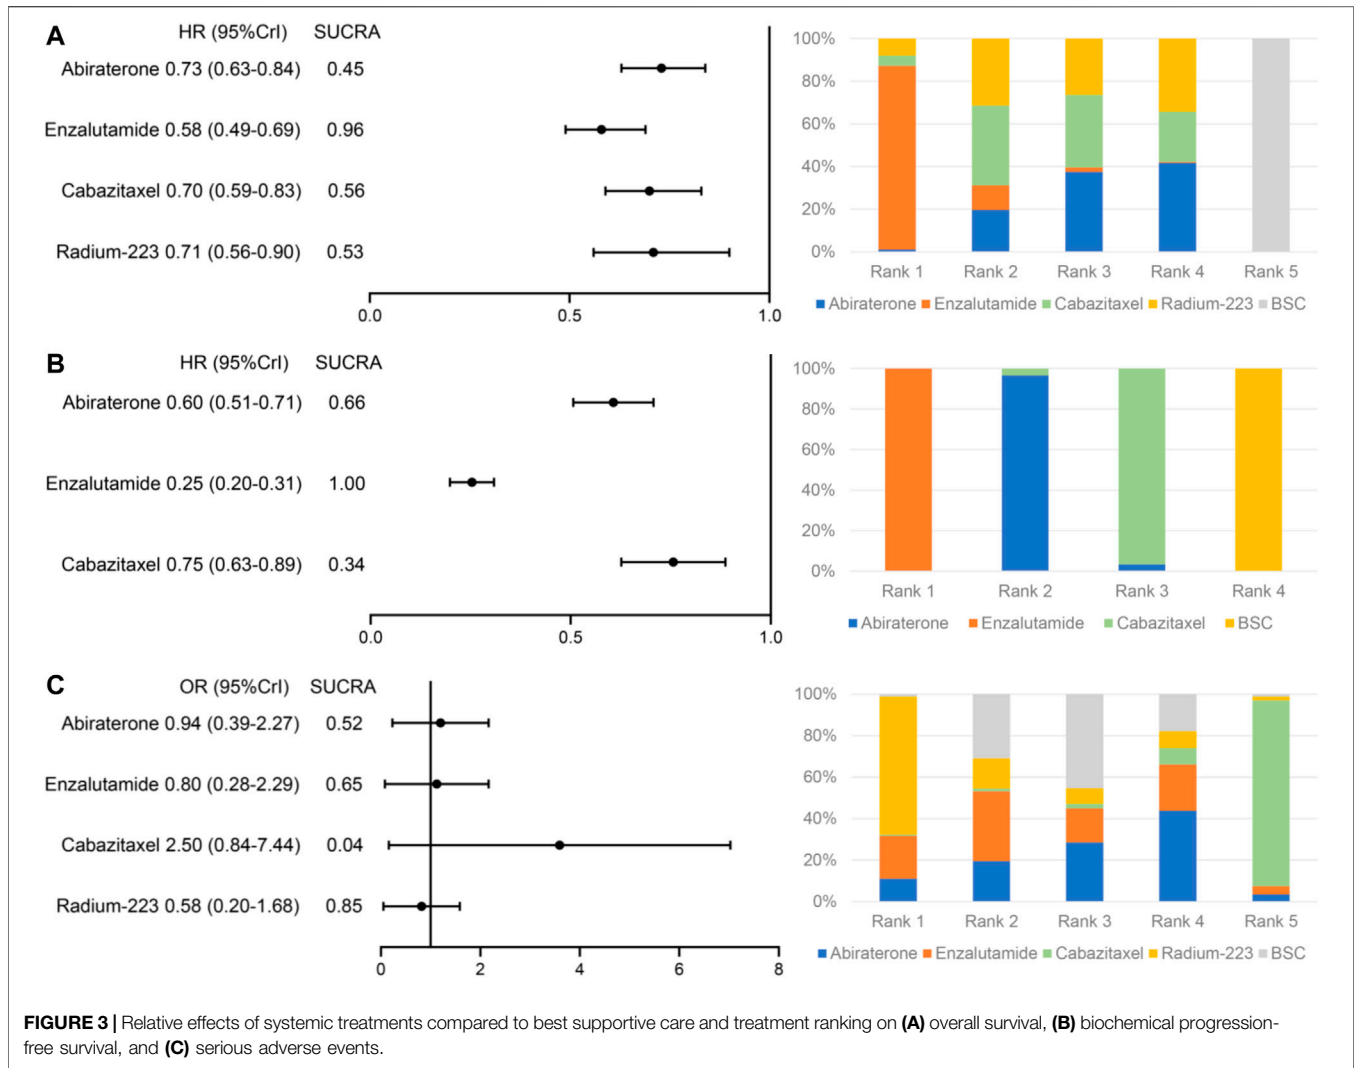 A HR (95%CrI) SUCRA
Abiraterone 0.73 (0.63-0.84) 0.45
Enzalutamide 0.58 (0.49-0.69) 0.96
Cabazitaxel 0.70 (0.59-0.83) 0.56
Radium-223 0.71 (0.56-0.90) 0.53
0.0 0.5 1.0
100%
80%
60%
40%
20%
0%
Rank 1 Rank 2 Rank 3 Rank 4 Rank 5
Abiraterone Enzalutamide Cabazitaxel Radium-223 BSC
B HR (95%CrI) SUCRA
Abiraterone 0.60 (0.51-0.71) 0.66
Enzalutamide 0.25 (0.20-0.31) 1.00
Cabazitaxel 0.75 (0.63-0.89) 0.34
0.0 0.5 1.0
100%
80%
60%
40%
20%
0%
Rank 1 Rank 2 Rank 3 Rank 4
Abiraterone Enzalutamide Cabazitaxel BSC
C OR (95%CrI) SUCRA
Abiraterone 0.94 (0.39-2.27) 0.52
Enzalutamide 0.80 (0.28-2.29) 0.65
Cabazitaxel 2.50 (0.84-7.44) 0.04
Radium-223 0.58 (0.20-1.68) 0.85
0 2 4 6 8
100%
80%
60%
40%
20%
0%
Rank 1 Rank 2 Rank 3 Rank 4 Rank 5
Abiraterone Enzalutamide Cabazitaxel Radium-223 BSC
FIGURE 3 | Relative effects of systemic treatments compared to best supportive care and treatment ranking on (A) overall survival, (B) biochemical progression-
free survival, and (C) serious adverse events.